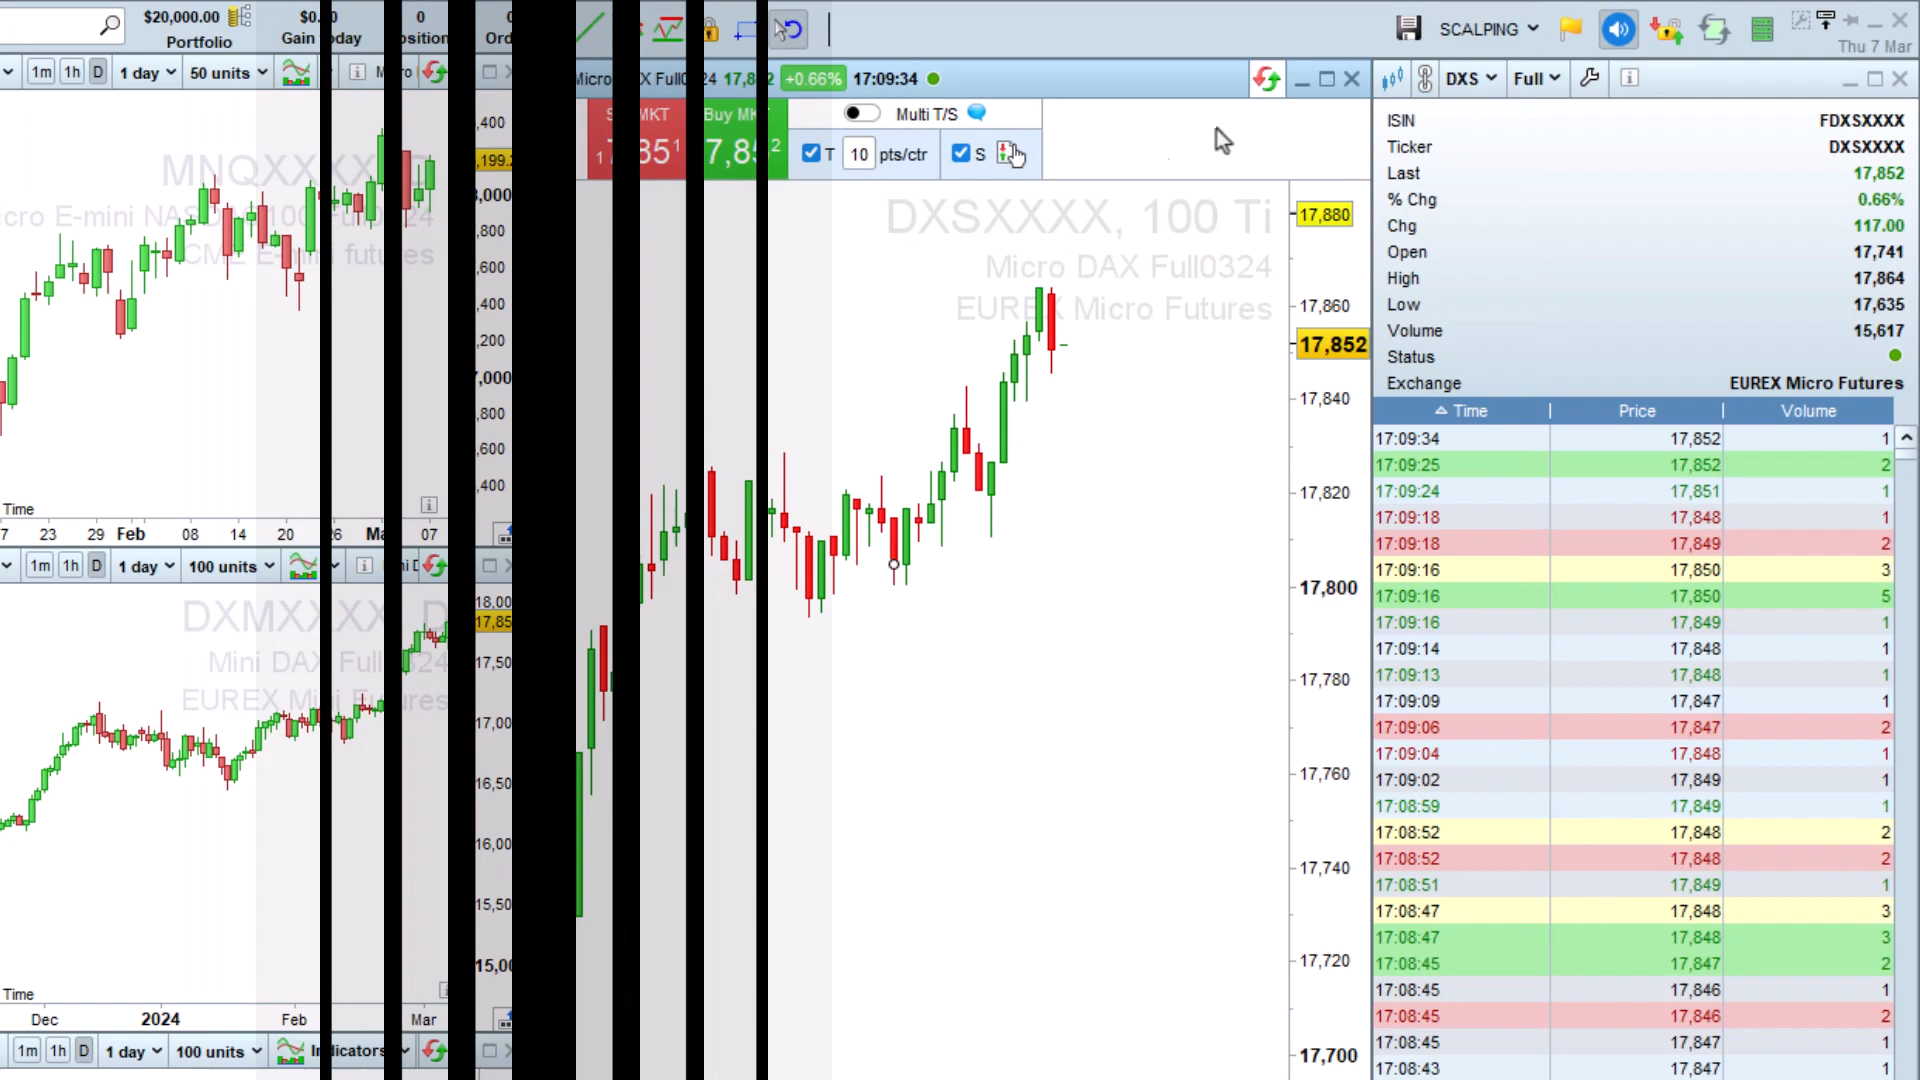 $20,000.00
Portfolio
Gain
0
SCALPING
Thu 7 Mar
1m 1h D 1 day 50 units
17:09:34
+0.66%
DXS Full
Multi T/S
T 10 pts/ctr S
DXSXXXX, 100 Ti
Micro DAX Full0324
EUREX Micro Futures
17,880
17,860
17,852
17,840
17,820
17,800
17,780
17,760
17,740
17,720
17,700
ISIN FDXSXXXX
Ticker DXSXXXX
Last 17,852
% Chg 0.66%
Chg 117.00
Open 17,741
High 17,864
Low 17,635
Volume 15,617
Status
Exchange EUREX Micro Futures
Time Price Volume
17:09:34 17,852 1
17:09:25 17,852 2
17:09:24 17,851 1
17:09:18 17,848 1
17:09:18 17,849 2
17:09:16 17,850 3
17:09:16 17,850 5
17:09:16 17,849 1
17:09:14 17,848 1
17:09:13 17,848 1
17:09:09 17,847 1
17:09:06 17,847 2
17:09:04 17,848 1
17:09:02 17,849 1
17:08:59 17,849 1
17:08:52 17,848 2
17:08:52 17,848 2
17:08:51 17,849 1
17:08:47 17,848 3
17:08:47 17,848 3
17:08:45 17,847 2
17:08:45 17,846 1
17:08:45 17,846 2
17:08:45 17,847 1
17:08:43 17,847 1
Time
23 29 Feb 08 14 20 07
1m 1h D 1 day 100 units
Mini DAX
EUREX
Time
Dec 2024 Feb Mar
1m 1h D 1 day 100 units Indicators